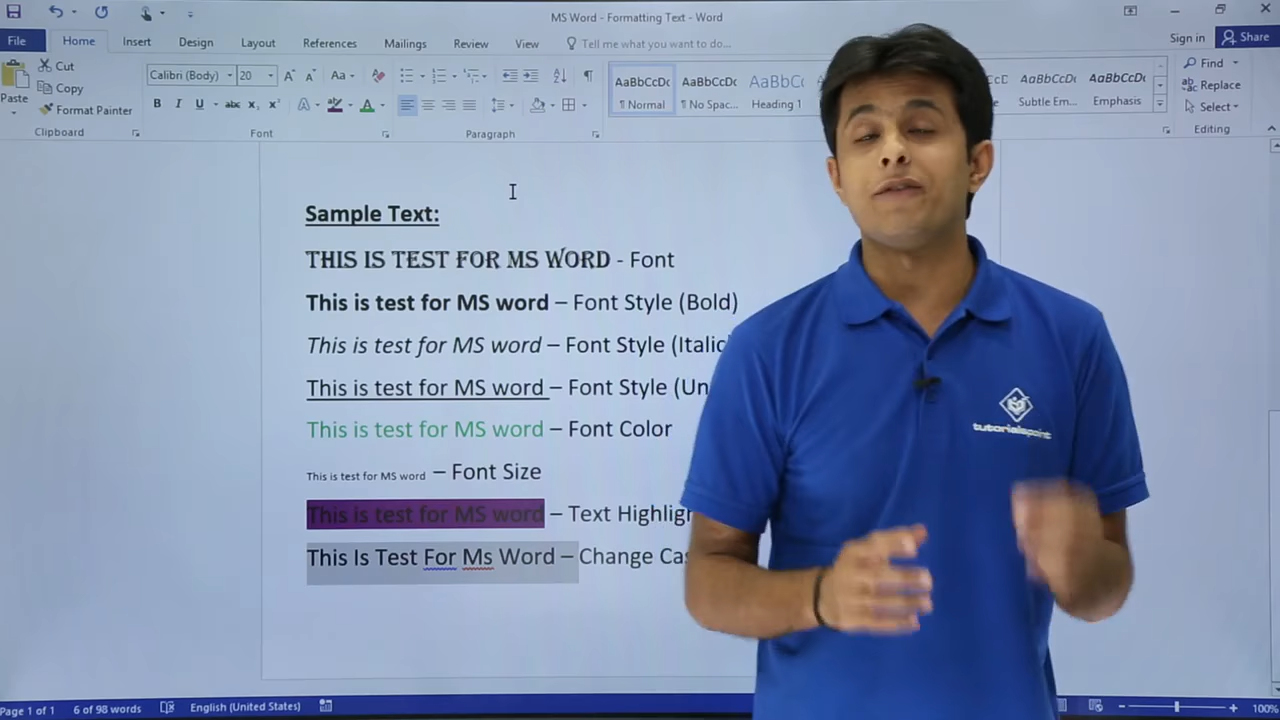 MS Word - Formatting Text - Word
File Home Insert Design Layout References Mailings Review View Tell me what you want to do... Sign in Share
Cut
Copy
Paste
Format Painter
Calibri (Body) 20
Aa
B I U abc x₂ x² A A
AaBbCcDc AaBbCcDc AaBbCc AaBbCcDc AaBbCcDc
¶ Normal ¶ No Spac... Heading 1 Subtle Em... Emphasis
Find
Replace
Select
Clipboard Font Paragraph Editing
Sample Text:
THIS IS TEST FOR MS WORD - Font
This is test for MS word – Font Style (Bold)
This is test for MS word – Font Style (Italic
This is test for MS word – Font Style (Un
This is test for MS word – Font Color
This is test for MS word – Font Size
This is test for MS word – Text Highligh
This Is Test For Ms Word – Change Cas
tutorialspoint
Page 1 of 1 6 of 98 words English (United States) 100%